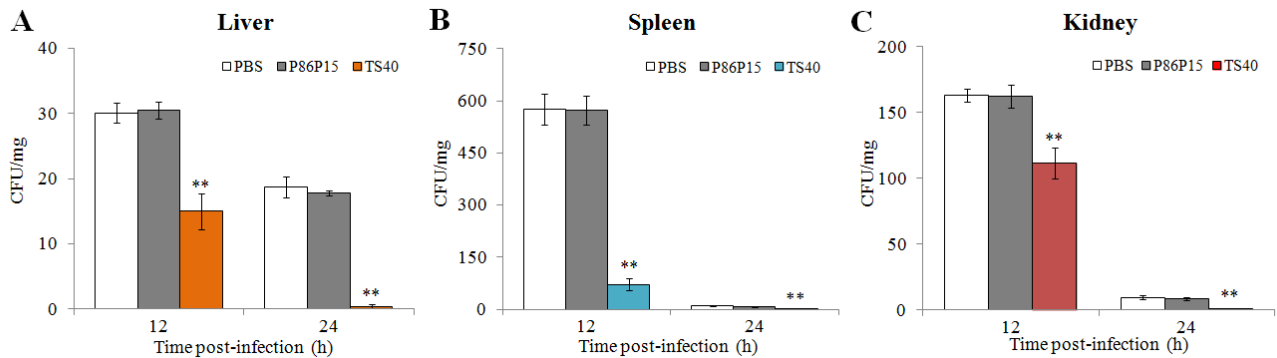 A Liver
40
30
20
10
0
CFU/mg
PBS P86P15 TS40
**
**
12 24
Time post-infection (h)
B Spleen
750
600
450
300
150
0
CFU/mg
PBS P86P15 TS40
**
**
12 24
Time post-infection (h)
C Kidney
200
150
100
50
0
CFU/mg
PBS P86P15 TS40
**
**
12 24
Time post-infection (h)